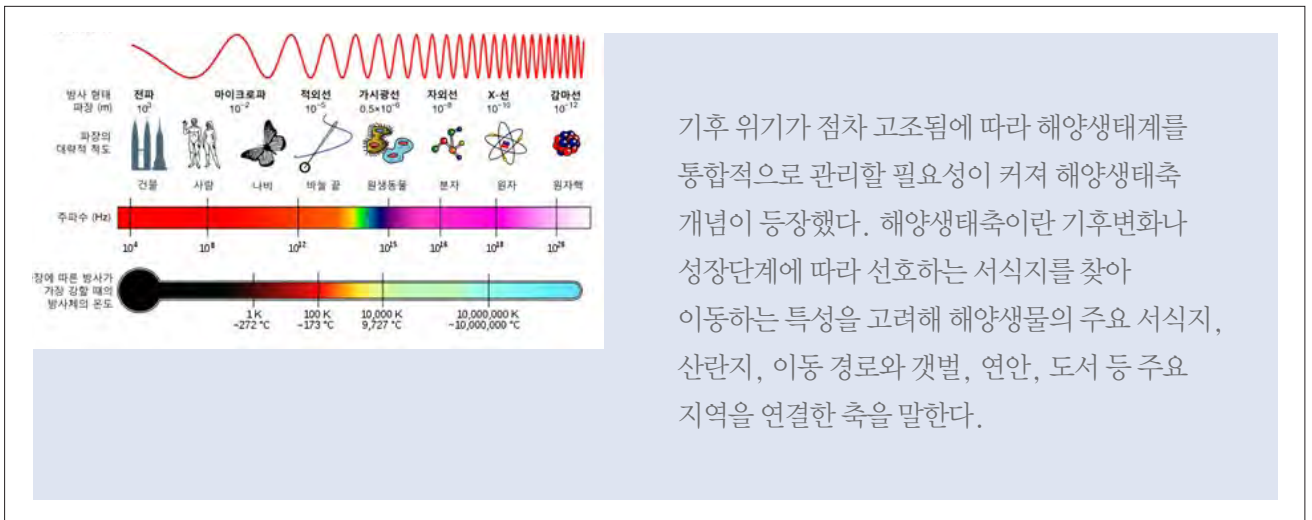 방사 형태 전파 마이크로파 적외선 가시광선 자외선 X-선 감마선
파장 (m) 10³ 10⁻² 10⁻⁵ 0.5×10⁻⁶ 10⁻⁸ 10⁻¹⁰ 10⁻¹²
파장의
대략적 척도
건물 사람 나비 바늘 끝 원생동물 분자 원자 원자핵
주파수 (Hz)
10⁴ 10⁸ 10¹² 10¹⁵ 10¹⁶ 10¹⁸ 10²⁰
장에 따른 방사가
가장 강할 때의
방사체의 온도
1 K 100 K 10,000 K 10,000,000 K
-272 °C -173 °C 9,727 °C ~10,000,000 °C
기후 위기가 점차 고조됨에 따라 해양생태계를
통합적으로 관리할 필요성이 커져 해양생태축
개념이 등장했다. 해양생태축이란 기후변화나
성장단계에 따라 선호하는 서식지를 찾아
이동하는 특성을 고려해 해양생물의 주요 서식지,
산란지, 이동 경로와 갯벌, 연안, 도서 등 주요
지역을 연결한 축을 말한다.